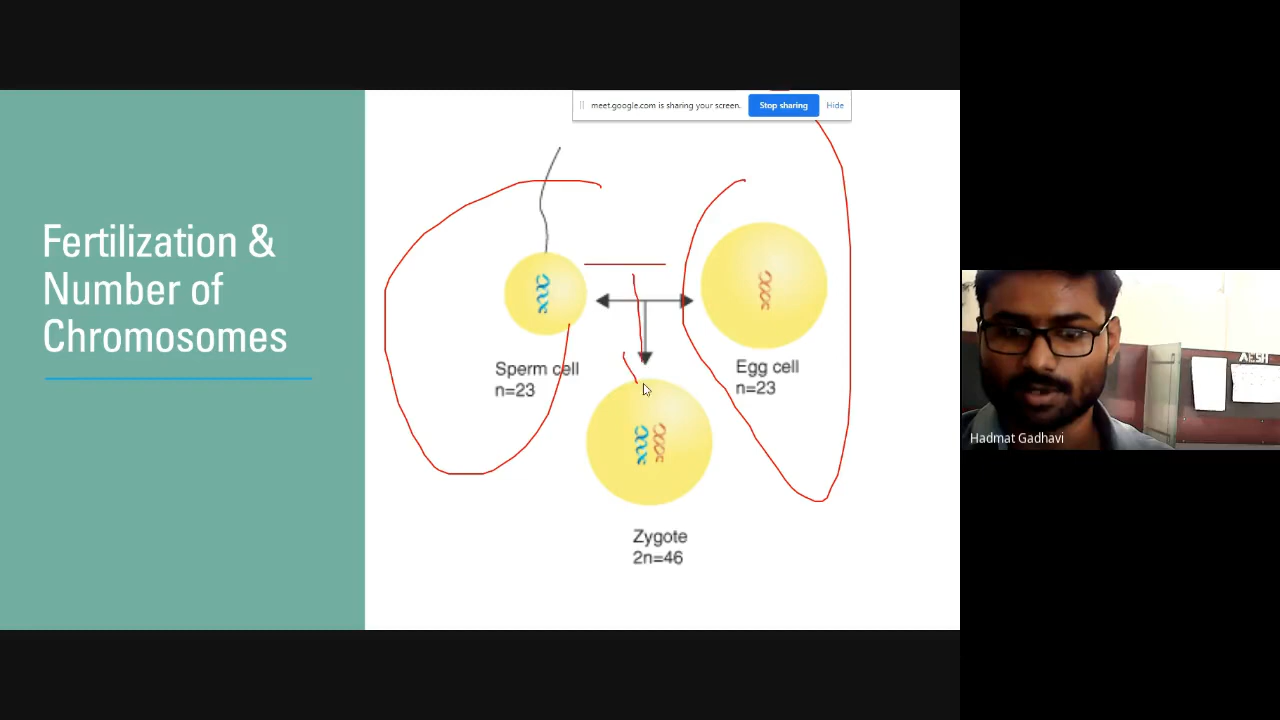 meet.google.com is sharing your screen. Stop sharing Hide
Fertilization &
Number of
Chromosomes
Sperm cell
n=23
Egg cell
n=23
Zygote
2n=46
AESH
Hadmat Gadhavi